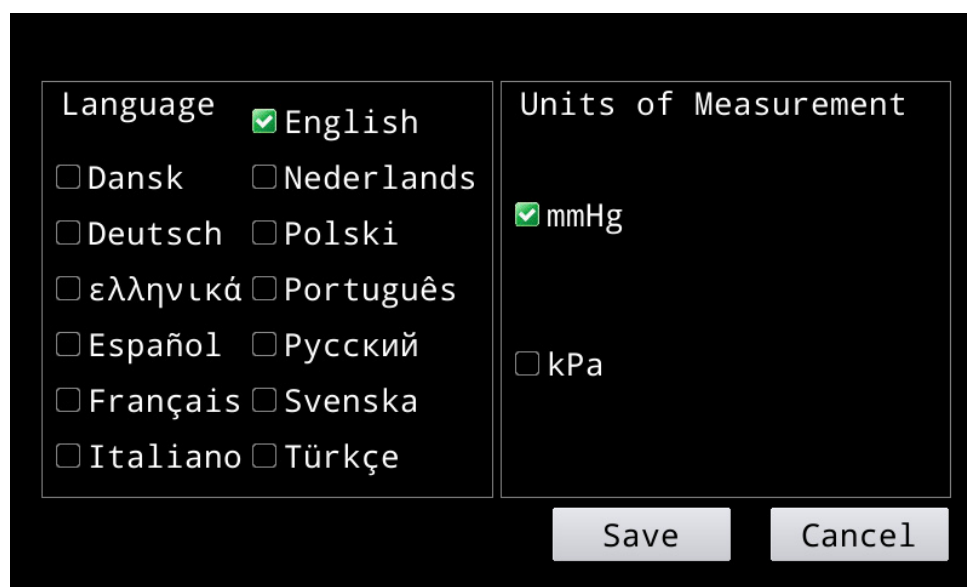 Language
English
Dansk
Nederlands
Deutsch
Polski
ελληνικά
Português
Español
Русский
Français
Svenska
Italiano
Türkçe
Units of Measurement
mmHg
kPa
Save
Cancel